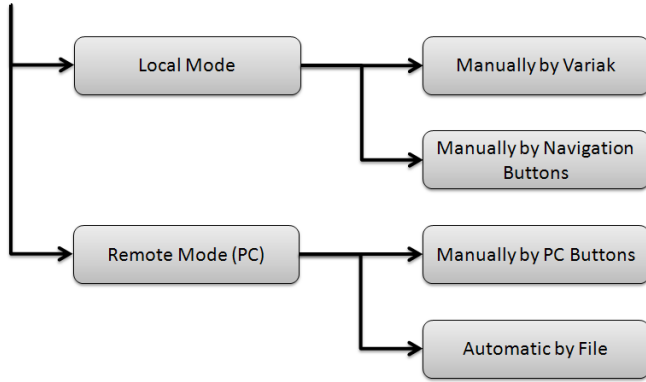 Local Mode
Manually by Variak
Manually by Navigation
Buttons
Remote Mode (PC)
Manually by PC Buttons
Automatic by File